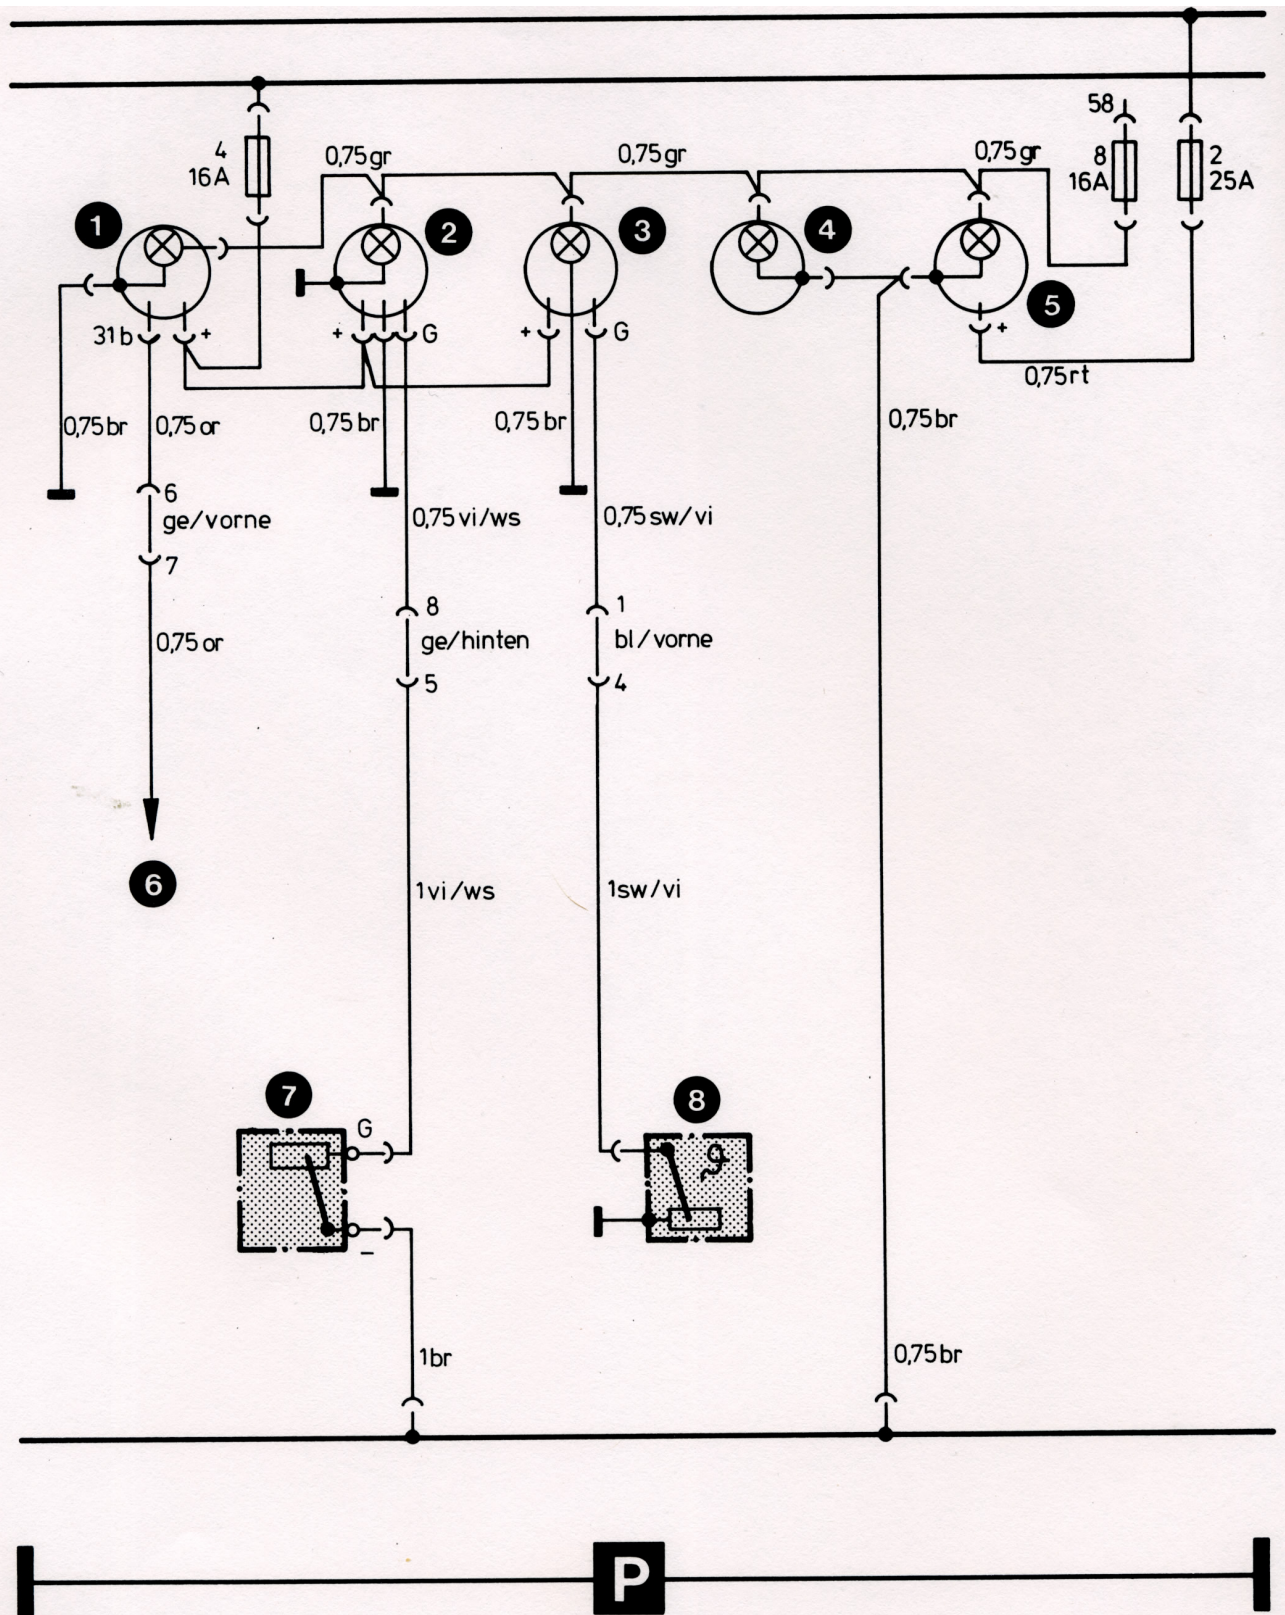 58
4
16A
0,75gr
0,75gr
0,75gr
8
16A
2
25A
1
2
3
4
5
31b
+
+
G
+
G
+
0,75rt
0,75br
0,75or
0,75br
0,75br
0,75br
6
ge/vorne
7
0,75vi/ws
0,75sw/vi
8
ge/hinten
5
1
bl/vorne
4
0,75or
6
1vi/ws
1sw/vi
7
8
G
–
1br
0,75br
P